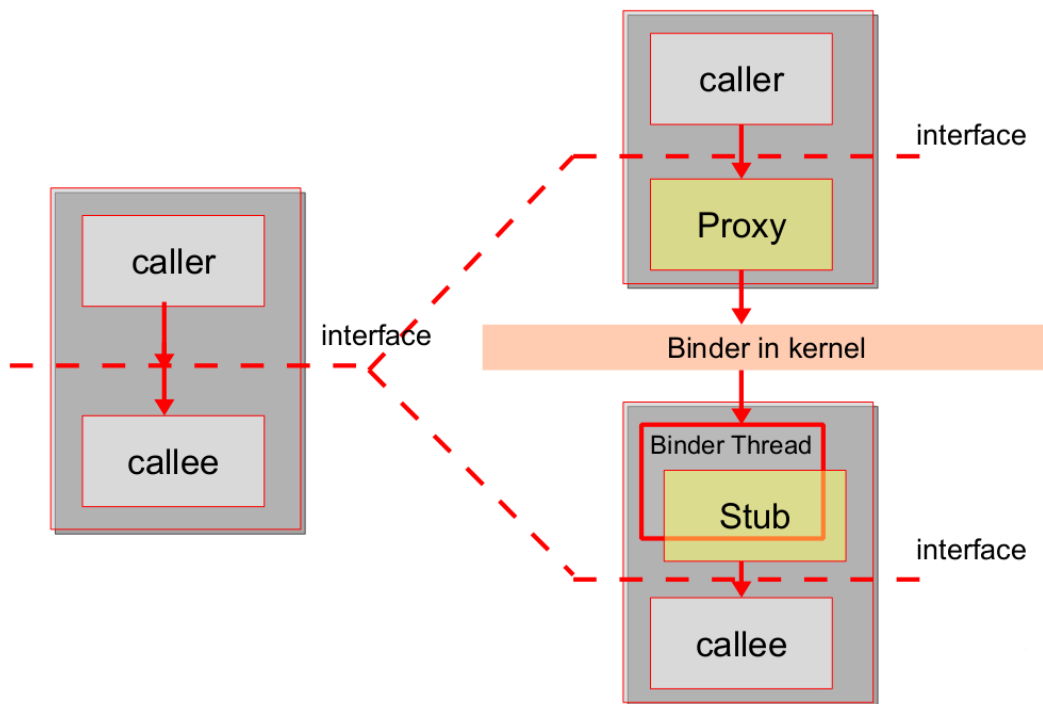 caller
interface
callee
caller
interface
Proxy
Binder in kernel
Binder Thread
Stub
interface
callee